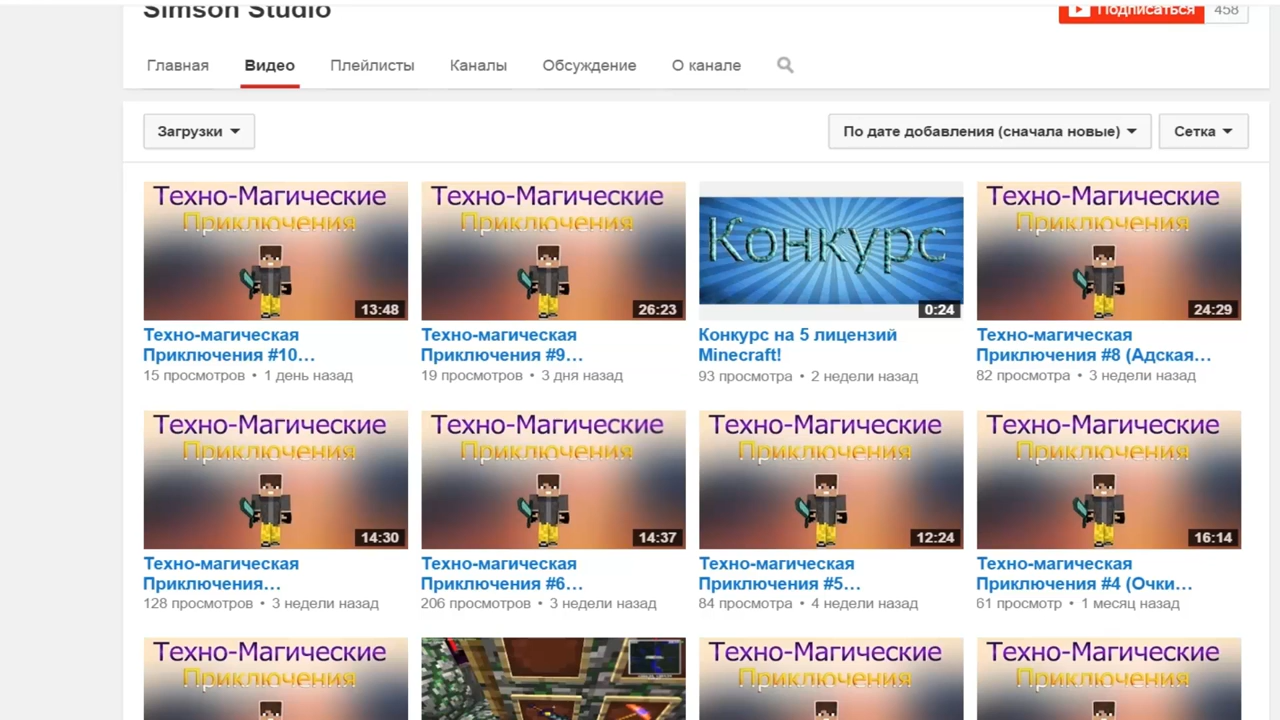 Simson Studio
Подписаться 458
Главная Видео Плейлисты Каналы Обсуждение О канале
Загрузки По дате добавления (сначала новые) Сетка
Техно-Магические Техно-Магические Техно-Магические
Приключения Приключения Приключения
Конкурс
13:48 26:23 0:24 24:29
Техно-магическая Техно-магическая Конкурс на 5 лицензий Техно-магическая
Приключения #10... Приключения #9... Minecraft! Приключения #8 (Адская...
15 просмотров • 1 день назад 19 просмотров • 3 дня назад 93 просмотра • 2 недели назад 82 просмотра • 3 недели назад
Техно-Магические Техно-Магические Техно-Магические Техно-Магические
Приключения Приключения Приключения Приключения
14:30 14:37 12:24 16:14
Техно-магическая Техно-магическая Техно-магическая Техно-магическая
Приключения... Приключения #6... Приключения #5... Приключения #4 (Очки...
128 просмотров • 3 недели назад 206 просмотров • 3 недели назад 84 просмотра • 4 недели назад 61 просмотр • 1 месяц назад
Техно-Магические Техно-Магические Техно-Магические
Приключения Приключения Приключения